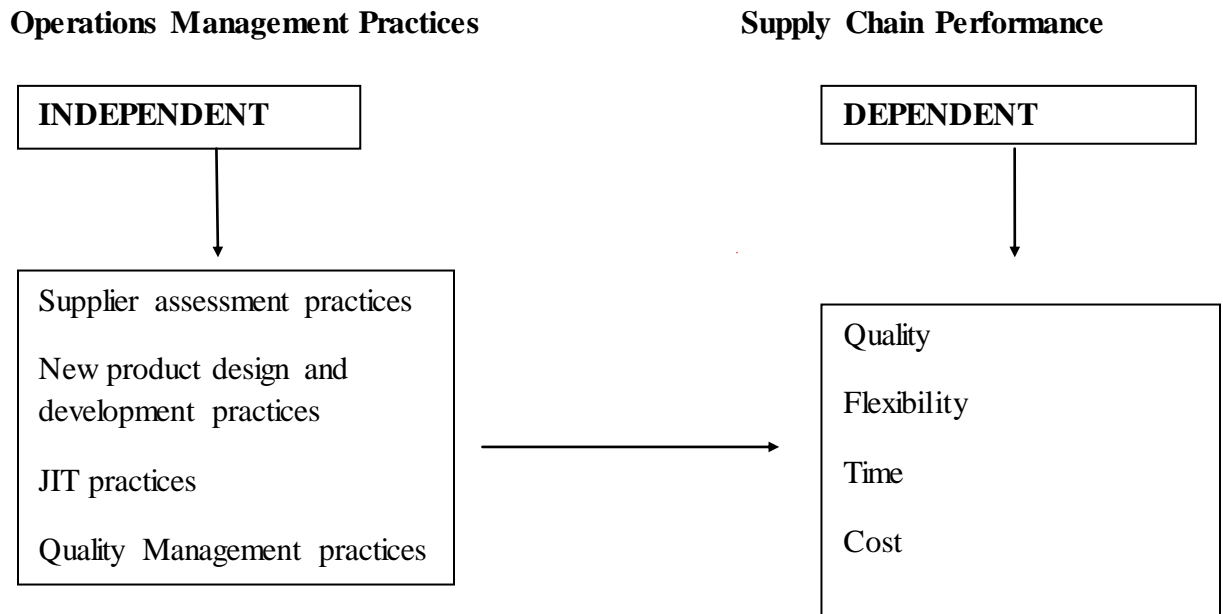 Operations Management Practices
Supply Chain Performance
INDEPENDENT
DEPENDENT
Supplier assessment practices
New product design and
development practices
JIT practices
Quality Management practices
Quality
Flexibility
Time
Cost